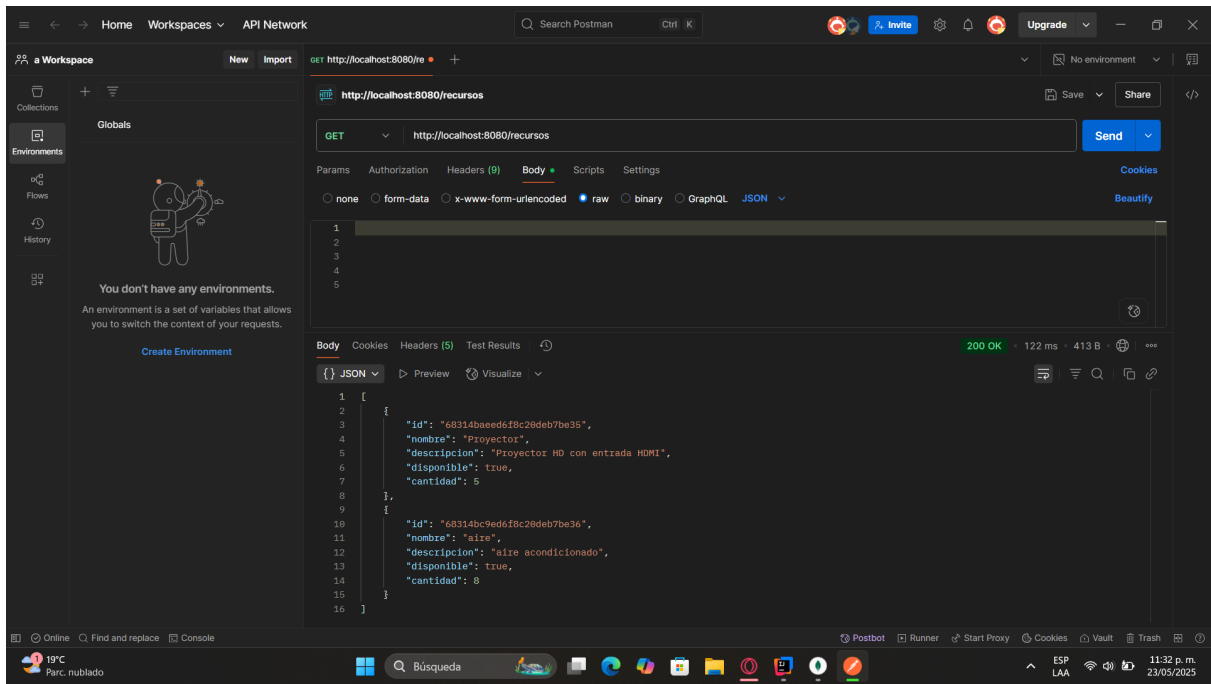 Home Workspaces API Network Search Postman Ctrl K Invite Upgrade
a Workspace New Import GET http://localhost:8080/re No environment
Collections
Environments
Flows
History
Globals
You don't have any environments.
An environment is a set of variables that allows
you to switch the context of your requests.
Create Environment
HTTP http://localhost:8080/recursos Save Share
GET http://localhost:8080/recursos Send
Params Authorization Headers (9) Body Scripts Settings Cookies
none form-data x-www-form-urlencoded raw binary GraphQL JSON Beautify
1
2
3
4
5
Body Cookies Headers (5) Test Results 200 OK 122 ms 413 B
{} JSON Preview Visualize
1 [
2 {
3 "id": "68314baeed6f8c20deb7be35",
4 "nombre": "Proyector",
5 "descripcion": "Proyector HD con entrada HDMI",
6 "disponible": true,
7 "cantidad": 5
8 },
9 {
10 "id": "68314bc9ed6f8c20deb7be36",
11 "nombre": "aire",
12 "descripcion": "aire acondicionado",
13 "disponible": true,
14 "cantidad": 8
15 }
16 ]
Online Find and replace Console Postbot Runner Start Proxy Cookies Vault Trash
1 19°C
Parc. nublado
Búsqueda
ESP
LAA
11:32 p. m.
23/05/2025